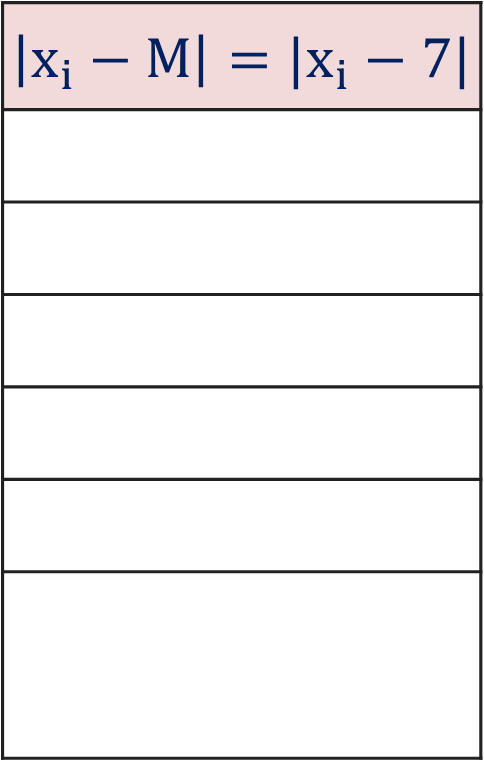 |xᵢ − M| = |xᵢ − 7|